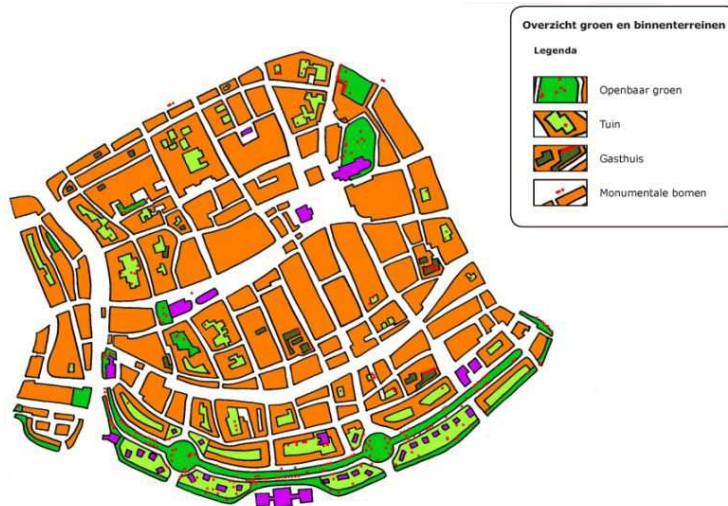 Overzicht groen en binnenterreinen
Legenda
Openbaar groen
Tuin
Gasthuis
Monumentale bomen